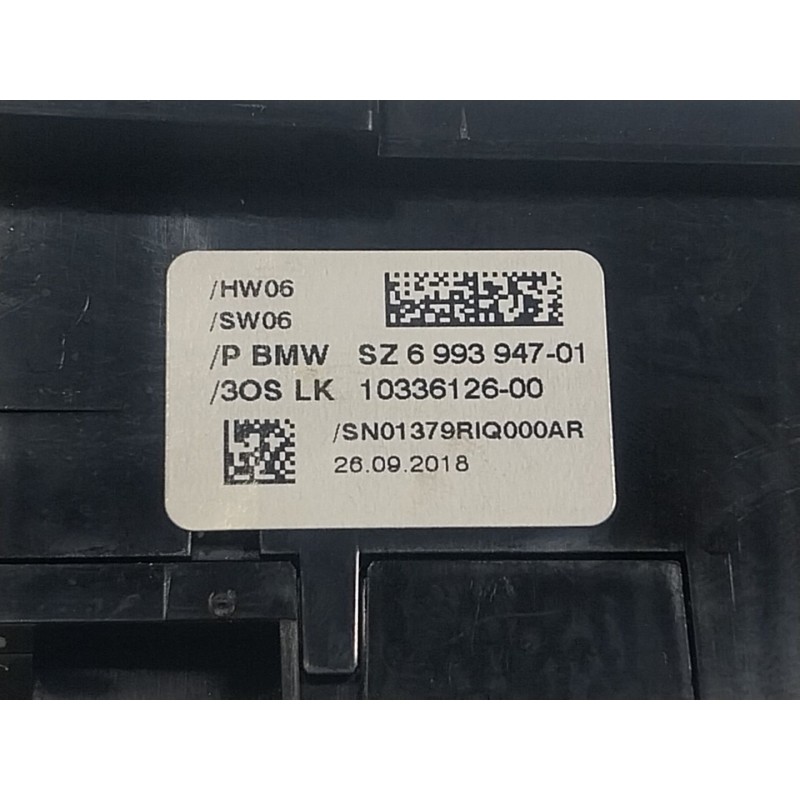 /HW06
/SW06
/P BMW SZ 6 993 947-01
/3OS LK 10336126-00
/SN01379RIQ000AR
26.09.2018